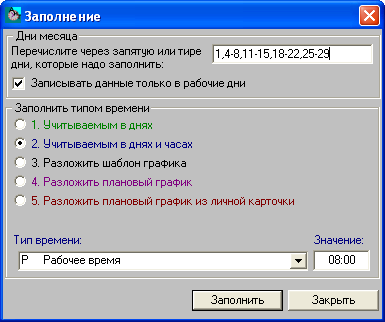 Заполнение
Дни месяца
Перечислите через запятую или тире
дни, которые надо заполнить:
1,4-8,11-15,18-22,25-29
Записывать данные только в рабочие дни
Заполнить типом времени
1. Учитываемым в днях
2. Учитываемым в днях и часах
3. Разложить шаблон графика
4. Разложить плановый график
5. Разложить плановый график из личной карточки
Тип времени:
Значение:
Р Рабочее время
08:00
Заполнить
Закрыть